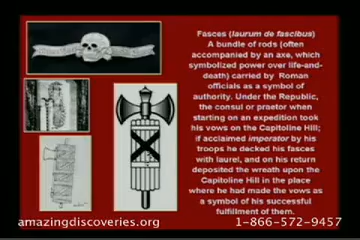 Fasces (laurum de fascibus)
A bundle of rods (often
accompanied by an axe, which
symbolized power over life-and-
death) carried by Roman
officials as a symbol of
authority. Under the Republic,
the consul or praetor when
starting on an expedition took
his vows on the Capitoline Hill;
if acclaimed imperator by his
troops he decked his fasces
with laurel, and on his return
deposited the wreath upon the
Capitoline Hill in the place
where he had made the vows as
a symbol of his successful
fulfillment of them.
amazingdiscoveries.org
1-866-572-9457